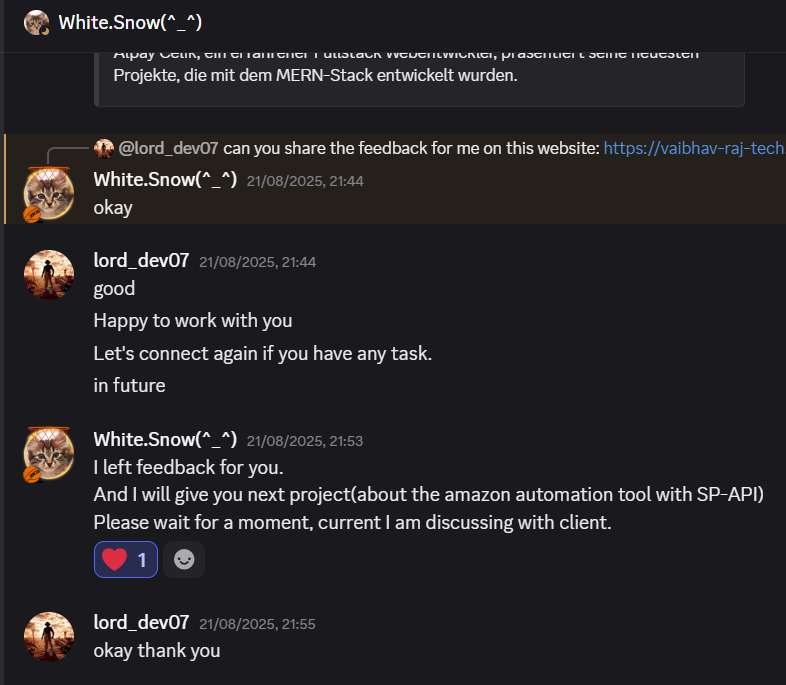 White.Snow(^_^)
Alpay Celik, ein erfahrener Fullstack Webentwickler, präsentiert seine neuesten
Projekte, die mit dem MERN-Stack entwickelt wurden.
@lord_dev07 can you share the feedback for me on this website: https://vaibhav-raj-tech.
White.Snow(^_^) 21/08/2025, 21:44
okay
lord_dev07 21/08/2025, 21:44
good
Happy to work with you
Let's connect again if you have any task.
in future
White.Snow(^_^) 21/08/2025, 21:53
I left feedback for you.
And I will give you next project(about the amazon automation tool with SP-API)
Please wait for a moment, current I am discussing with client.
1
lord_dev07 21/08/2025, 21:55
okay thank you